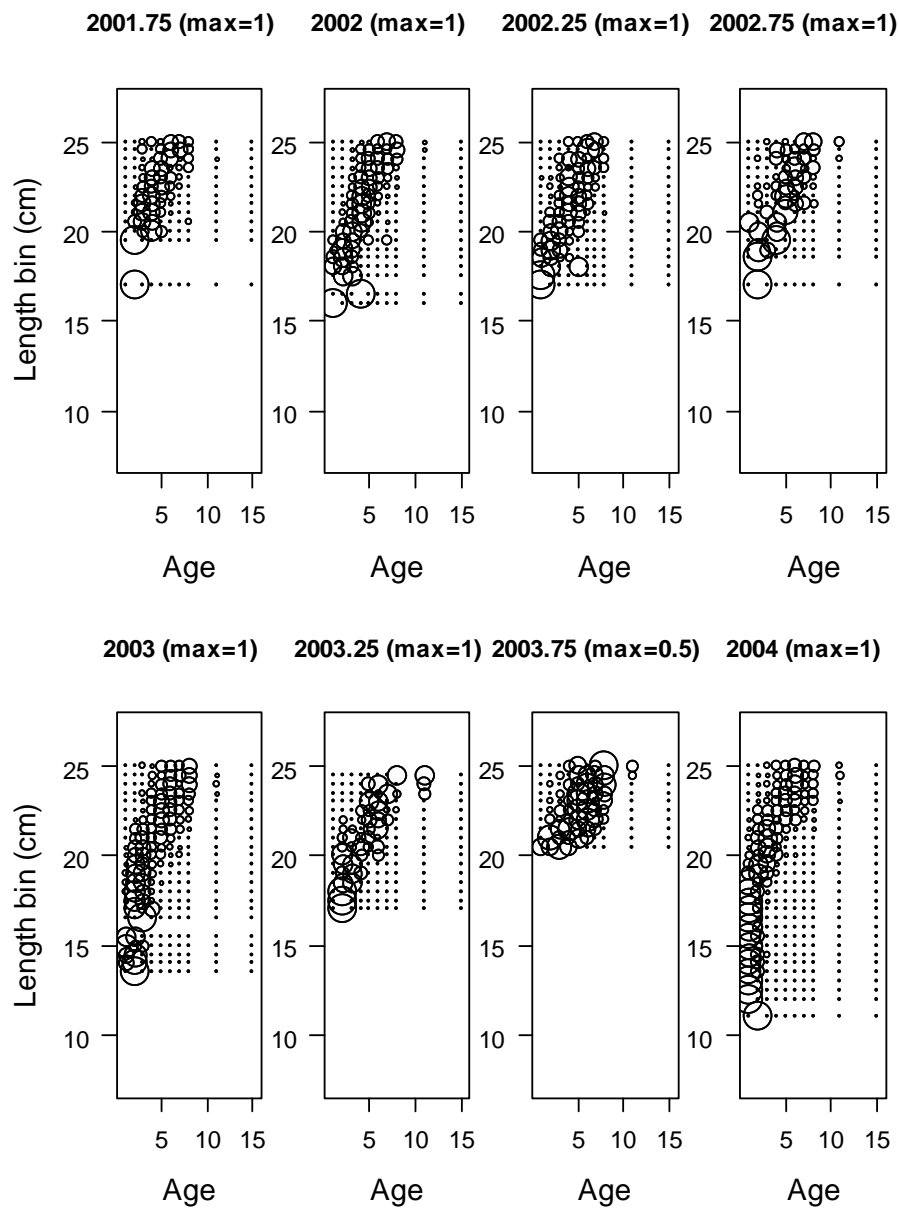 2001.75 (max=1) 2002 (max=1) 2002.25 (max=1) 2002.75 (max=1)
Length bin (cm)
25 25 25 25
20 20 20 20
15 15 15 15
10 10 10 10
5 10 15 5 10 15 5 10 15 5 10 15
Age Age Age Age
2003 (max=1) 2003.25 (max=1) 2003.75 (max=0.5) 2004 (max=1)
Length bin (cm)
25 25 25 25
20 20 20 20
15 15 15 15
10 10 10 10
5 10 15 5 10 15 5 10 15 5 10 15
Age Age Age Age